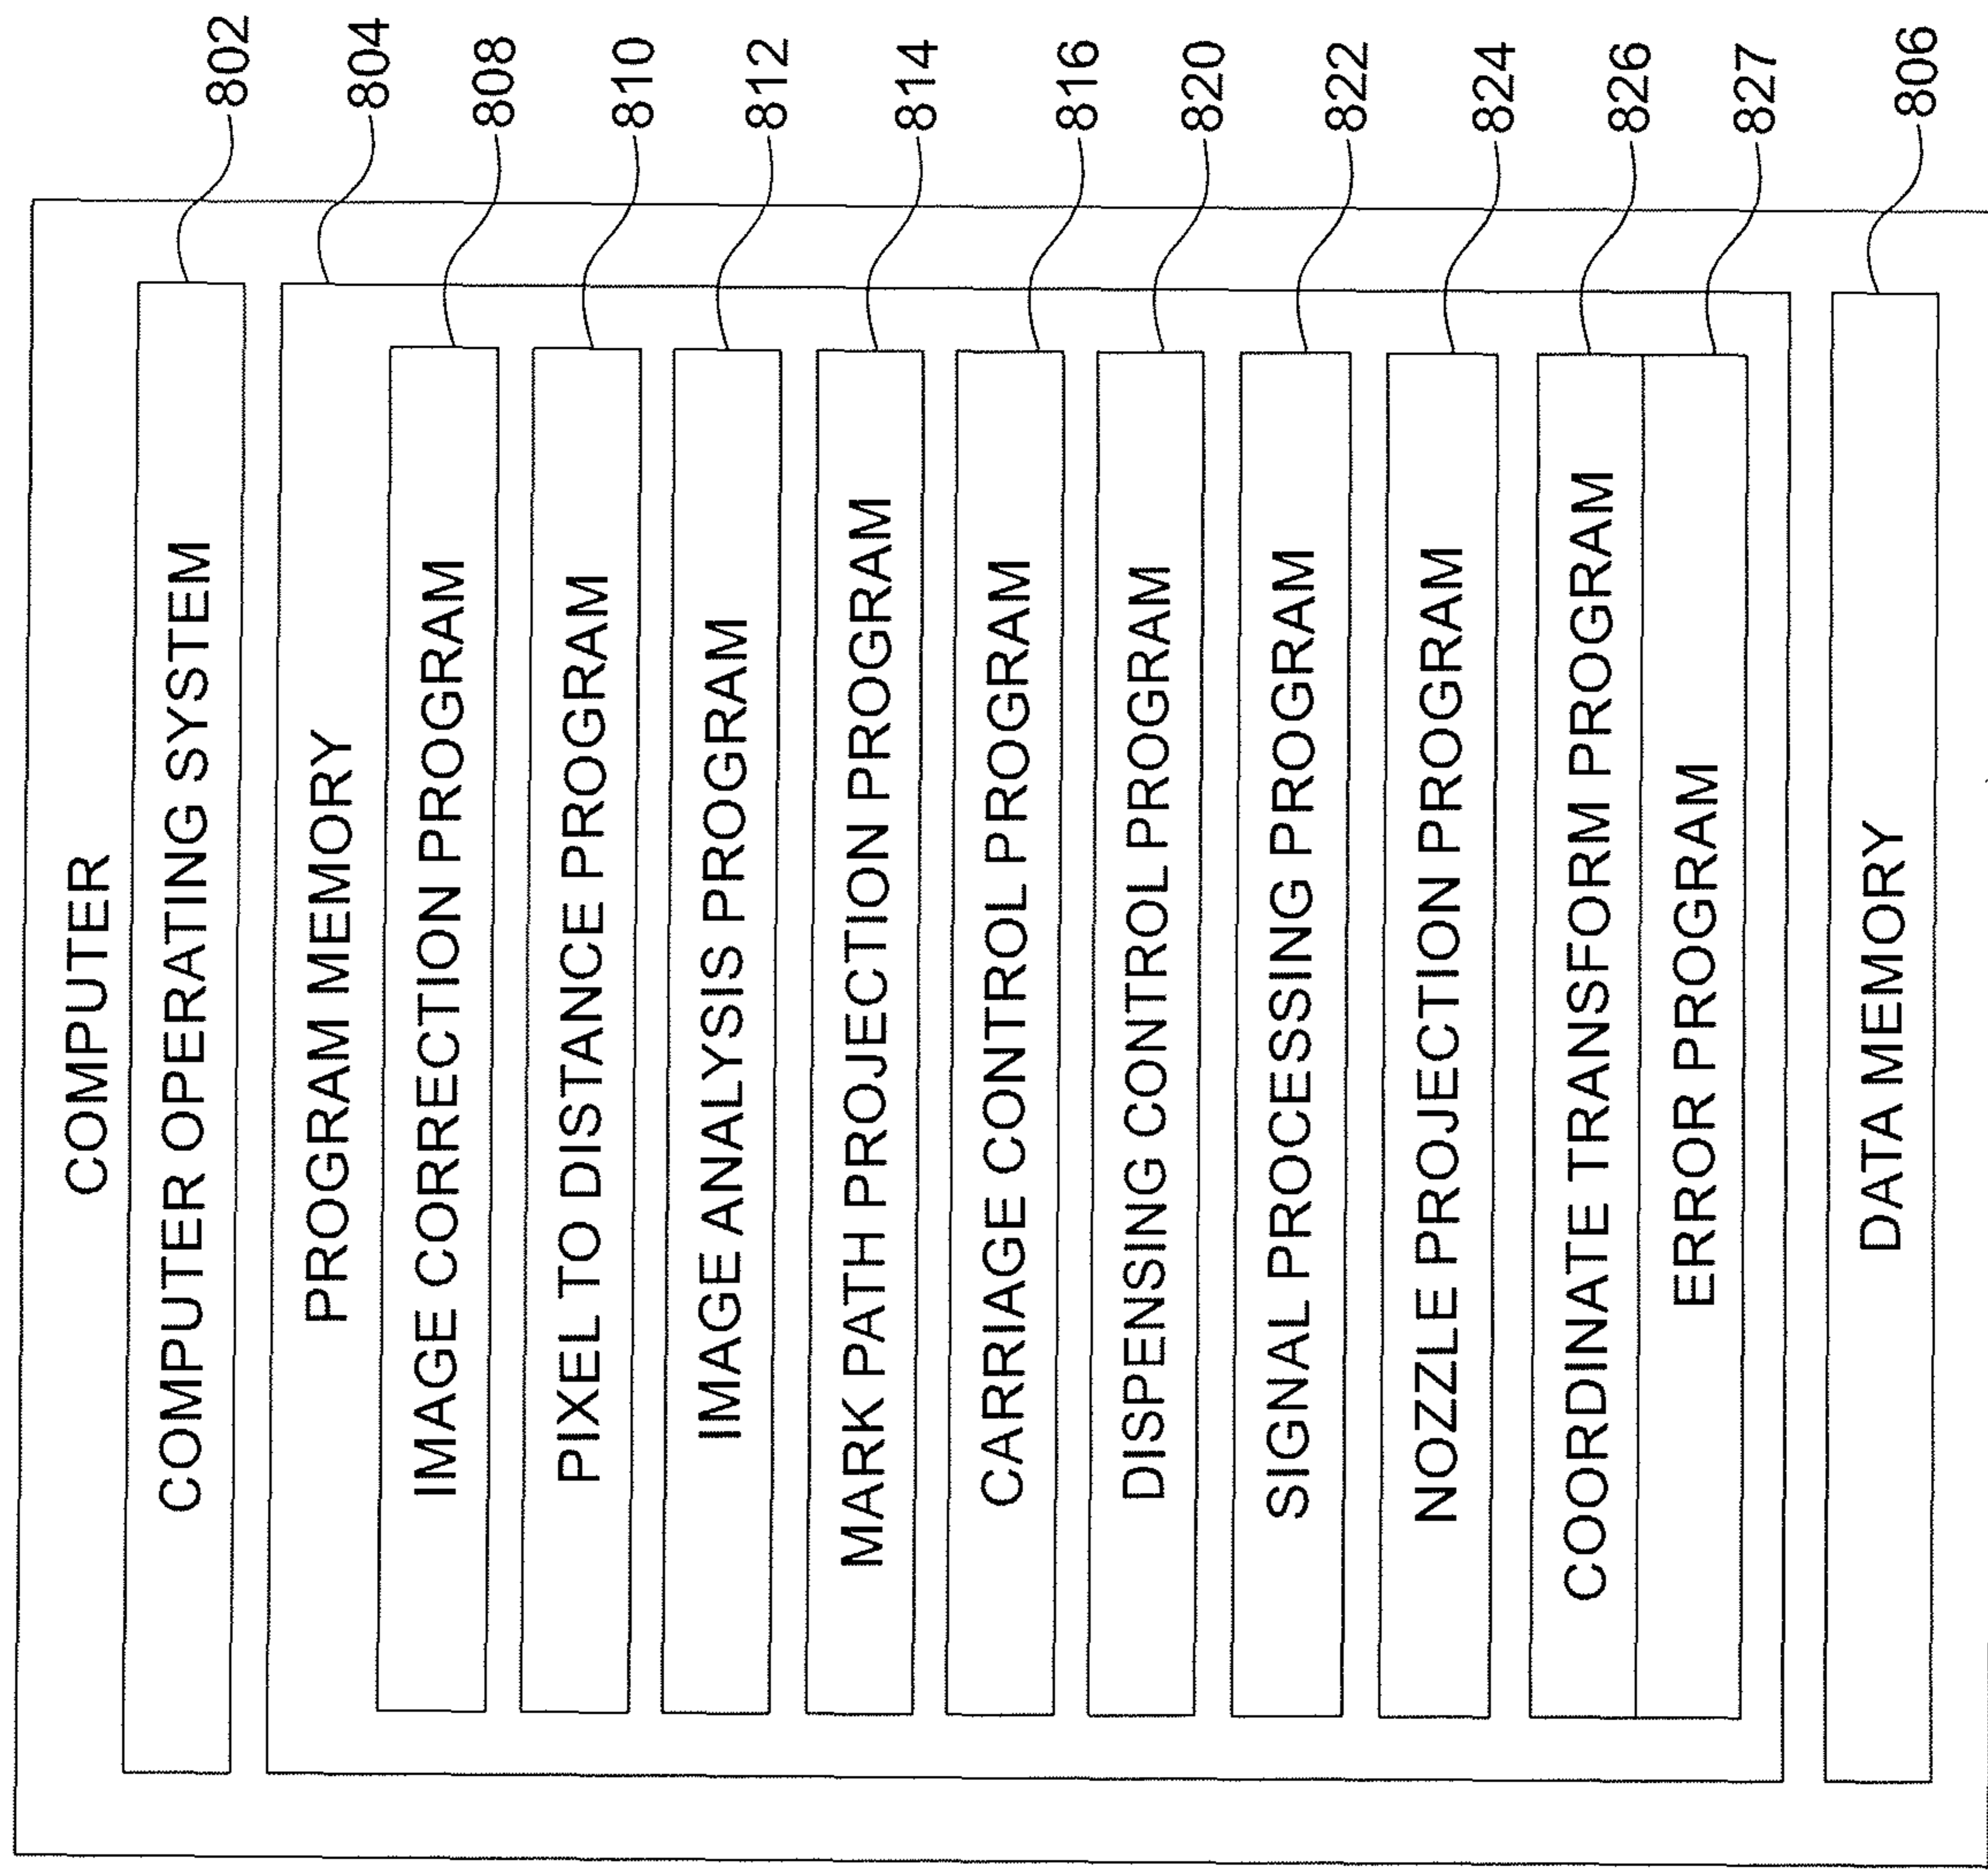 COMPUTER
COMPUTER OPERATING SYSTEM 802
PROGRAM MEMORY 804
IMAGE CORRECTION PROGRAM 808
PIXEL TO DISTANCE PROGRAM 810
IMAGE ANALYSIS PROGRAM 812
MARK PATH PROJECTION PROGRAM 814
CARRIAGE CONTROL PROGRAM 816
DISPENSING CONTROL PROGRAM 820
SIGNAL PROCESSING PROGRAM 822
NOZZLE PROJECTION PROGRAM 824
COORDINATE TRANSFORM PROGRAM 826
ERROR PROGRAM 827
DATA MEMORY 806